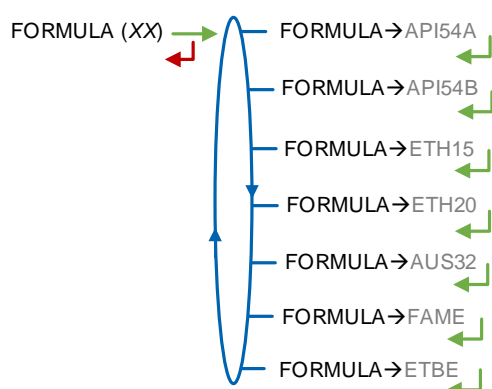 FORMULA (XX)
FORMULA→API54A
FORMULA→API54B
FORMULA→ETH15
FORMULA→ETH20
FORMULA→AUS32
FORMULA→FAME
FORMULA→ETBE